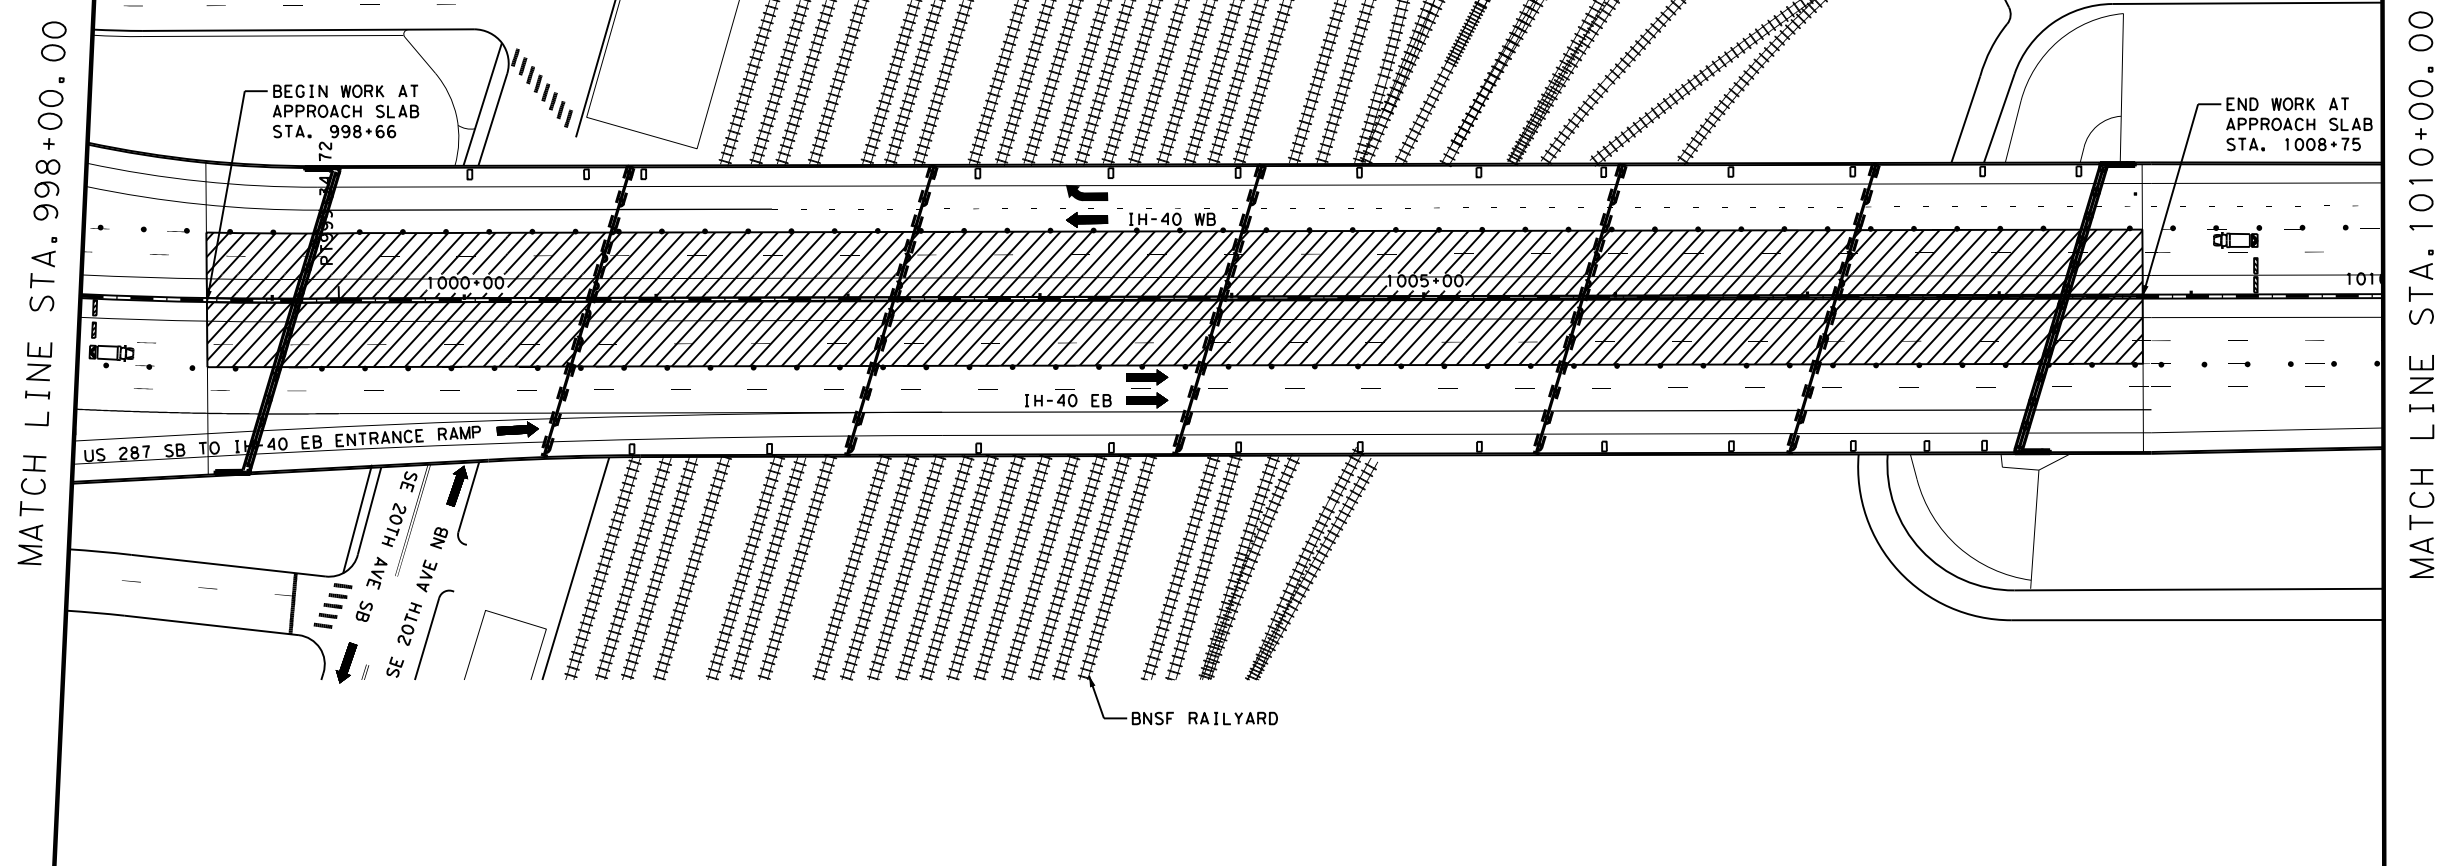 MATCH LINE STA. 998+00.00
BEGIN WORK AT
APPROACH SLAB
STA. 998+66
END WORK AT
APPROACH SLAB
STA. 1008+75
MATCH LINE STA. 1010+00.00
IH-40 WB
1000+00
1005+00
IH-40 EB
US 287 SB TO IH-40 EB ENTRANCE RAMP
SE 20TH AVE SB
SE 20TH AVE NB
BNSF RAILYARD